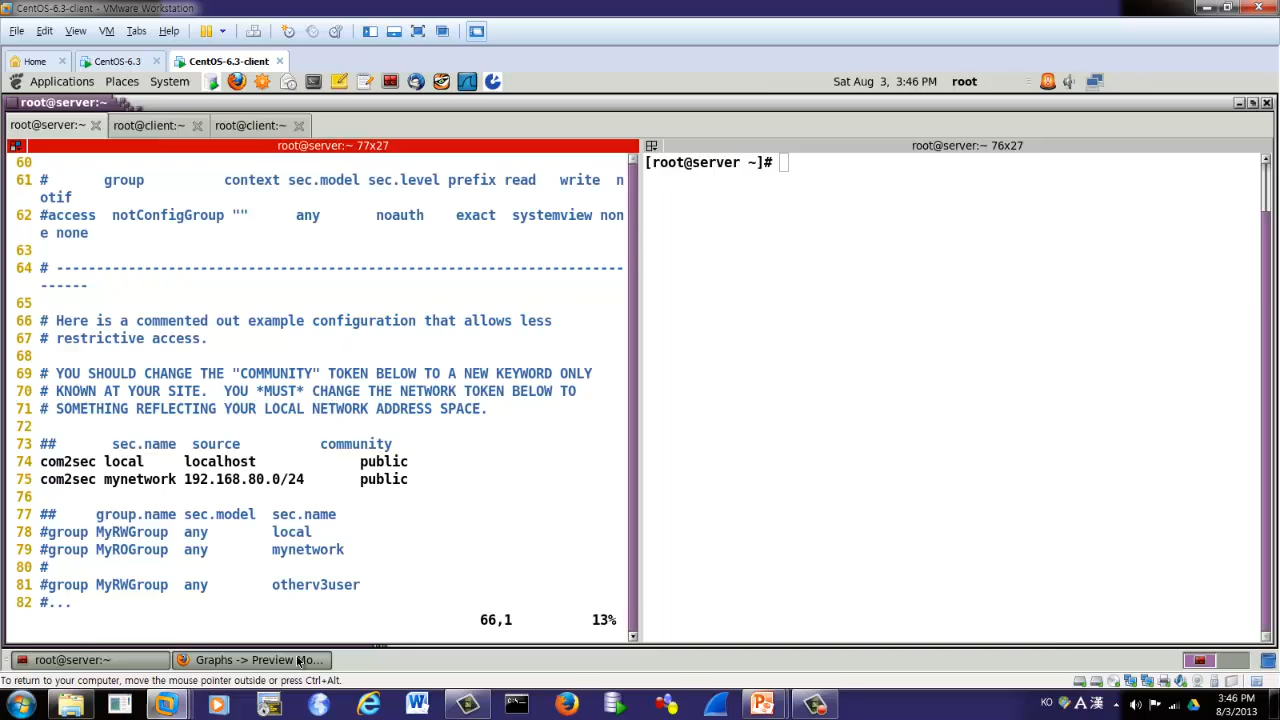 CentOS-6.3-client - VMware Workstation
File Edit View VM Tabs Help
Home CentOS-6.3 CentOS-6.3-client
Applications Places System Sat Aug 3, 3:46 PM root
root@server:~
root@server:~ root@client:~ root@client:~
root@server:~ 77x27
60
61 # group context sec.model sec.level prefix read write n
otif
62 #access notConfigGroup "" any noauth exact systemview non
e none
63
64 # -----------------------------------------------------------------------
------
65
66 # Here is a commented out example configuration that allows less
67 # restrictive access.
68
69 # YOU SHOULD CHANGE THE "COMMUNITY" TOKEN BELOW TO A NEW KEYWORD ONLY
70 # KNOWN AT YOUR SITE. YOU *MUST* CHANGE THE NETWORK TOKEN BELOW TO
71 # SOMETHING REFLECTING YOUR LOCAL NETWORK ADDRESS SPACE.
72
73 ## sec.name source community
74 com2sec local localhost public
75 com2sec mynetwork 192.168.80.0/24 public
76
77 ## group.name sec.model sec.name
78 #group MyRWGroup any local
79 #group MyROGroup any mynetwork
80 #
81 #group MyRWGroup any otherv3user
82 #...
66,1 13%
root@server:~ 76x27
[root@server ~]#
root@server:~ Graphs -> Preview Mo...
To return to your computer, move the mouse pointer outside or press Ctrl+Alt.
KO A 漢 3:46 PM
8/3/2013